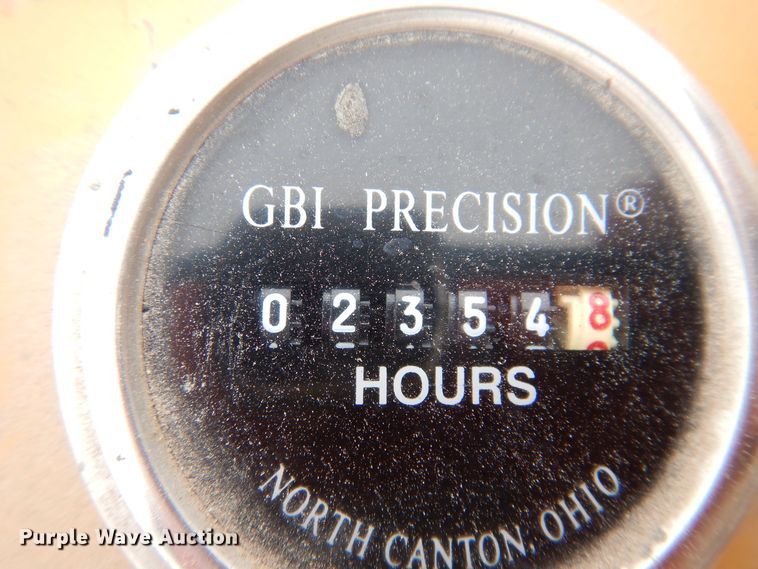 GBI PRECISION®
0 2 3 5 4 8
HOURS
NORTH CANTON, OHIO
Purple Wave Auction